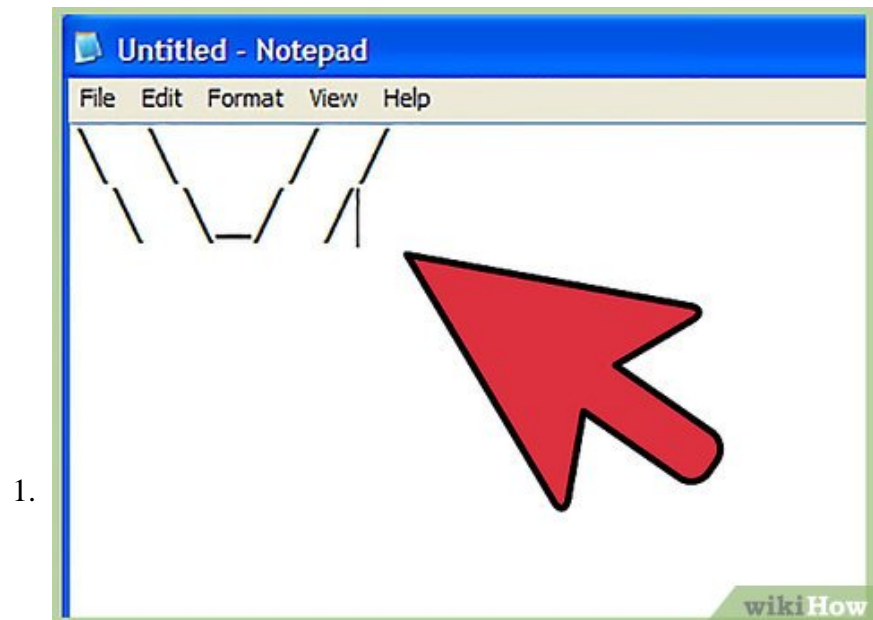 Untitled - Notepad
File Edit Format View Help
\ \   / /
 \ \_/ /
1.
wikiHow